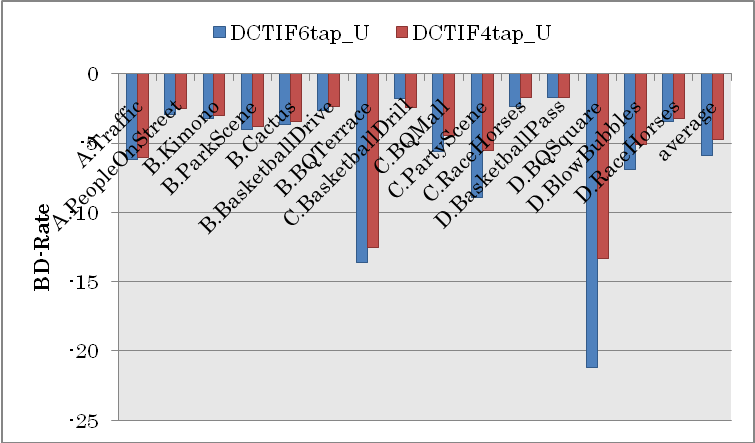 DCTIF6tap_U DCTIF4tap_U
0
-5
-10
-15
-20
-25
BD-Rate
A.Traffic
A.PeopleOnStreet
B.Kimono
B.ParkScene
B.Cactus
B.BasketballDrive
B.BQTerrace
C.BasketballDrill
C.BQMall
C.PartyScene
C.RaceHorses
D.BasketballPass
D.BQSquare
D.BlowBubbles
D.RaceHorses
average